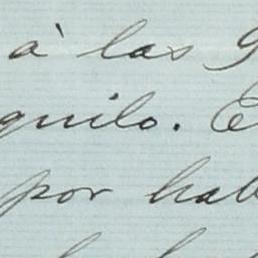 à las 9
quilo. E
por hab